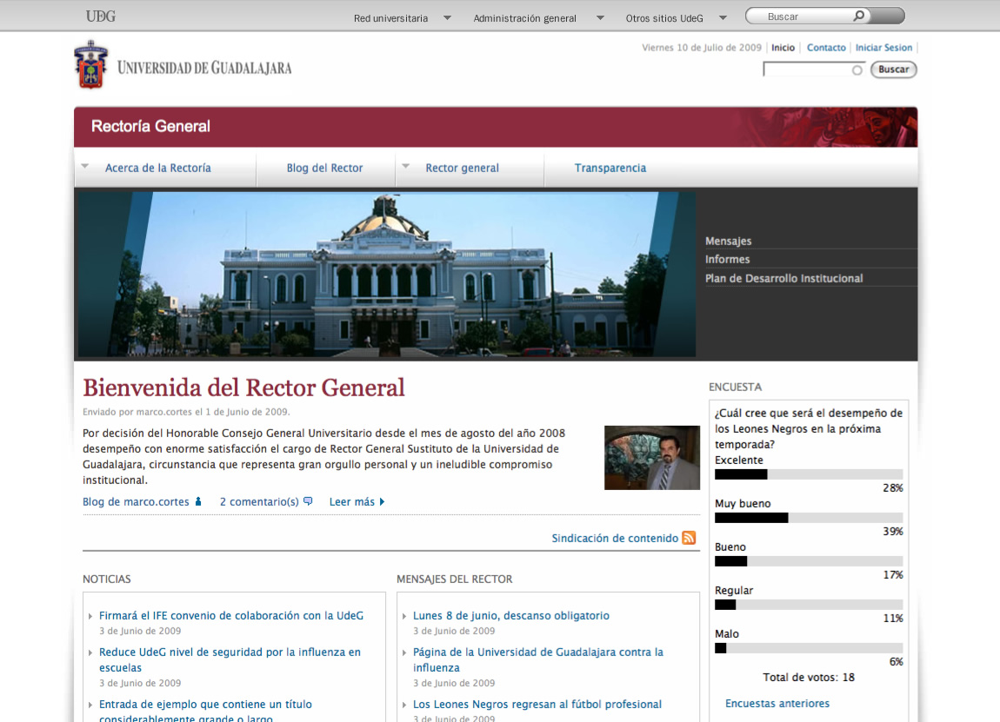 UDG
Red universitaria
Administración general
Otros sitios UdeG
Buscar
UNIVERSIDAD DE GUADALAJARA
Viernes 10 de Julio de 2009
Inicio
Contacto
Iniciar Sesion
Buscar
Rectoría General
Acerca de la Rectoría
Blog del Rector
Rector general
Transparencia
Mensajes
Informes
Plan de Desarrollo Institucional
Bienvenida del Rector General
Enviado por marco.cortes el 1 de Junio de 2009.
Por decisión del Honorable Consejo General Universitario desde el mes de agosto del año 2008
desempeño con enorme satisfacción el cargo de Rector General Sustituto de la Universidad de
Guadalajara, circunstancia que representa gran orgullo personal y un ineludible compromiso
institucional.
Blog de marco.cortes
2 comentario(s)
Leer más
Sindicación de contenido
NOTICIAS
Firmará el IFE convenio de colaboración con la UdeG
3 de Junio de 2009
Reduce UdeG nivel de seguridad por la influenza en
escuelas
3 de Junio de 2009
Entrada de ejemplo que contiene un título
considerablemente grande o largo
MENSAJES DEL RECTOR
Lunes 8 de junio, descanso obligatorio
3 de Junio de 2009
Página de la Universidad de Guadalajara contra la
influenza
3 de Junio de 2009
Los Leones Negros regresan al fútbol profesional
3 de Junio de 2009
ENCUESTA
¿Cuál cree que será el desempeño de
los Leones Negros en la próxima
temporada?
Excelente
28%
Muy bueno
39%
Bueno
17%
Regular
11%
Malo
6%
Total de votos: 18
Encuestas anteriores